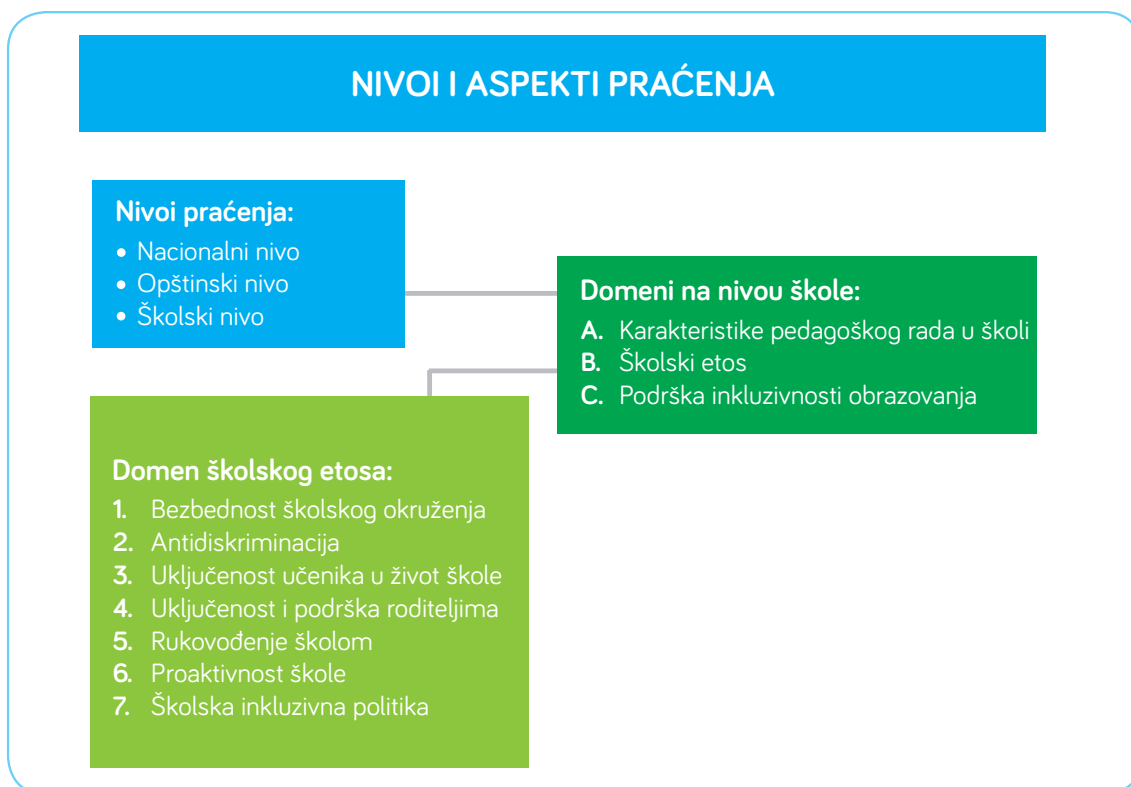 NIVOI I ASPEKTI PRAĆENJA
Nivoi praćenja:
• Nacionalni nivo
• Opštinski nivo
• Školski nivo
Domeni na nivou škole:
A. Karakteristike pedagoškog rada u školi
B. Školski etos
C. Podrška inkluzivnosti obrazovanja
Domen školskog etosa:
1. Bezbednost školskog okruženja
2. Antidiskriminacija
3. Uključenost učenika u život škole
4. Uključenost i podrška roditeljima
5. Rukovođenje školom
6. Proaktivnost škole
7. Školska inkluzivna politika